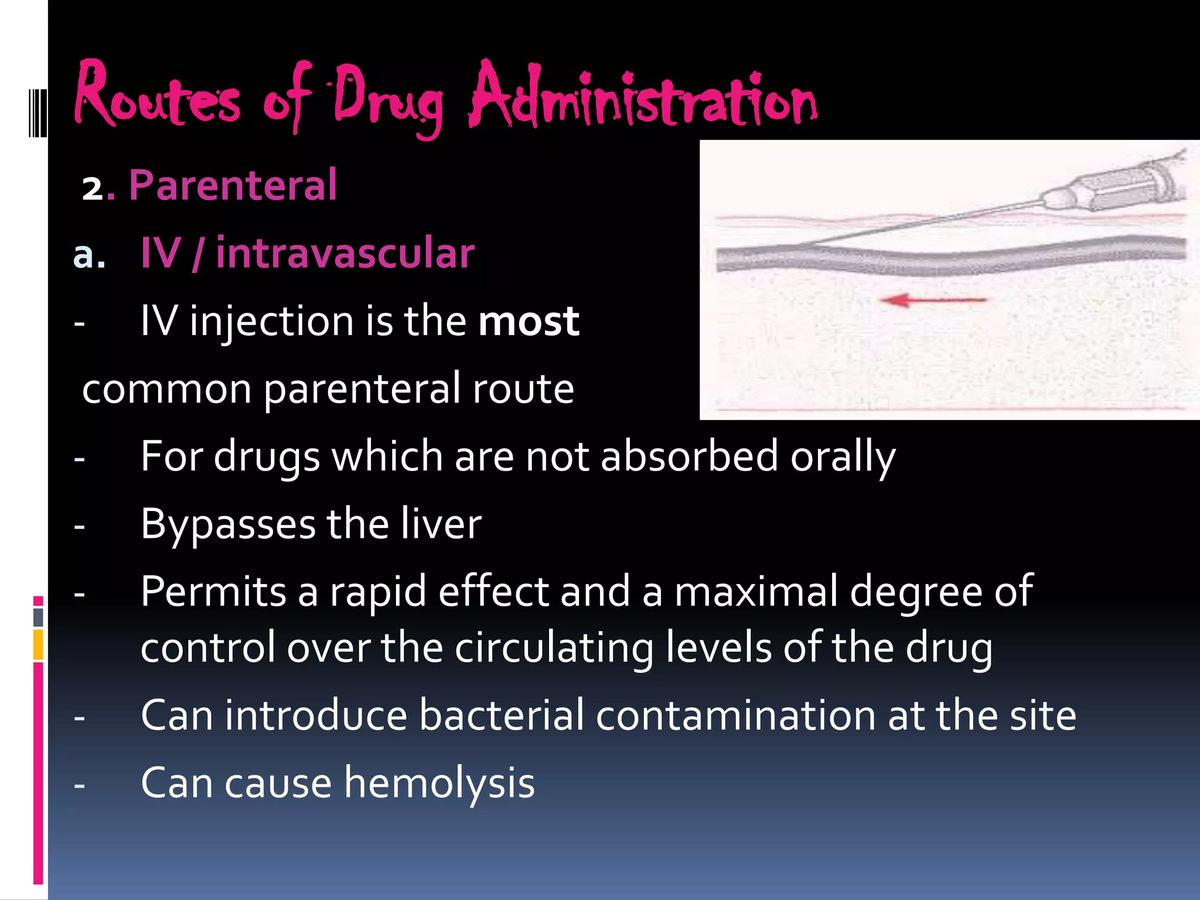 Routes of Drug Administration
2. Parenteral
a. IV / intravascular
- IV injection is the most
common parenteral route
- For drugs which are not absorbed orally
- Bypasses the liver
- Permits a rapid effect and a maximal degree of
control over the circulating levels of the drug
- Can introduce bacterial contamination at the site
- Can cause hemolysis